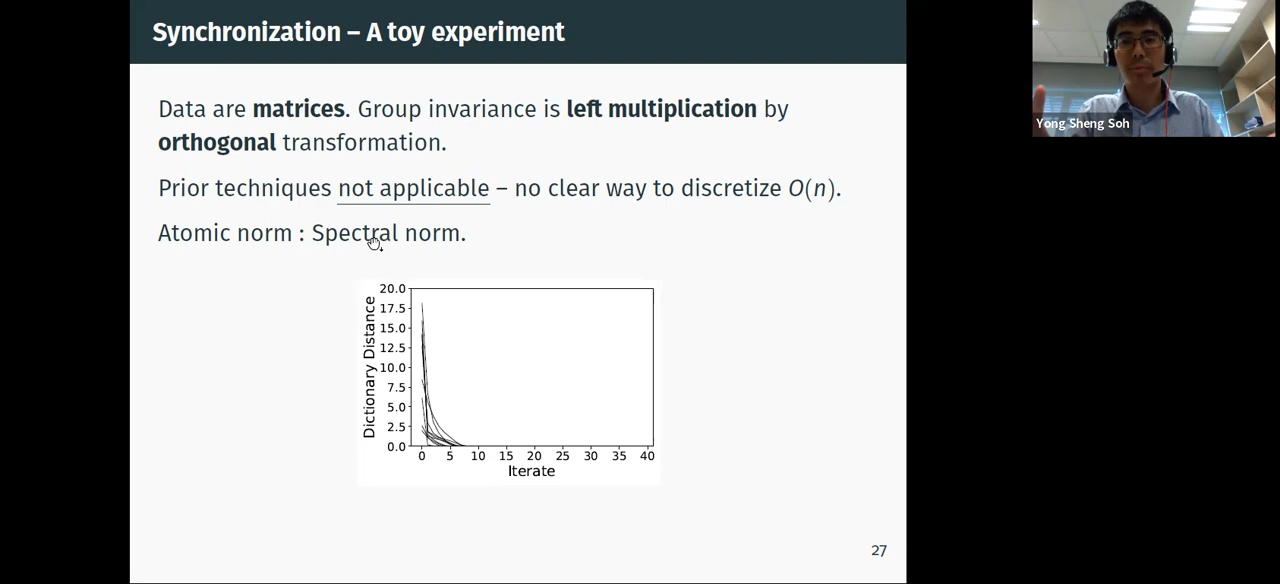 Synchronization – A toy experiment
Data are matrices. Group invariance is left multiplication by
orthogonal transformation.
Prior techniques not applicable – no clear way to discretize O(n).
Atomic norm : Spectral norm.
Dictionary Distance
20.0
17.5
15.0
12.5
10.0
7.5
5.0
2.5
0.0
0 5 10 15 20 25 30 35 40
Iterate
27
Yong Sheng Soh